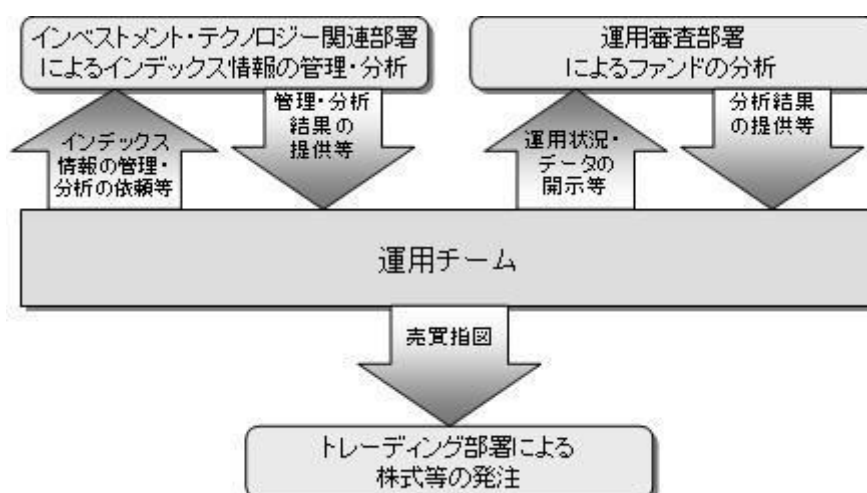 インベストメント・テクノロジー関連部署
によるインデックス情報の管理・分析
運用審査部署
によるファンドの分析
インデックス
情報の管理・
分析の依頼等
管理・分析
結果の
提供等
運用状況・
データの
開示等
分析結果
の提供等
運用チーム
売買指図
トレーディング部署による
株式等の発注